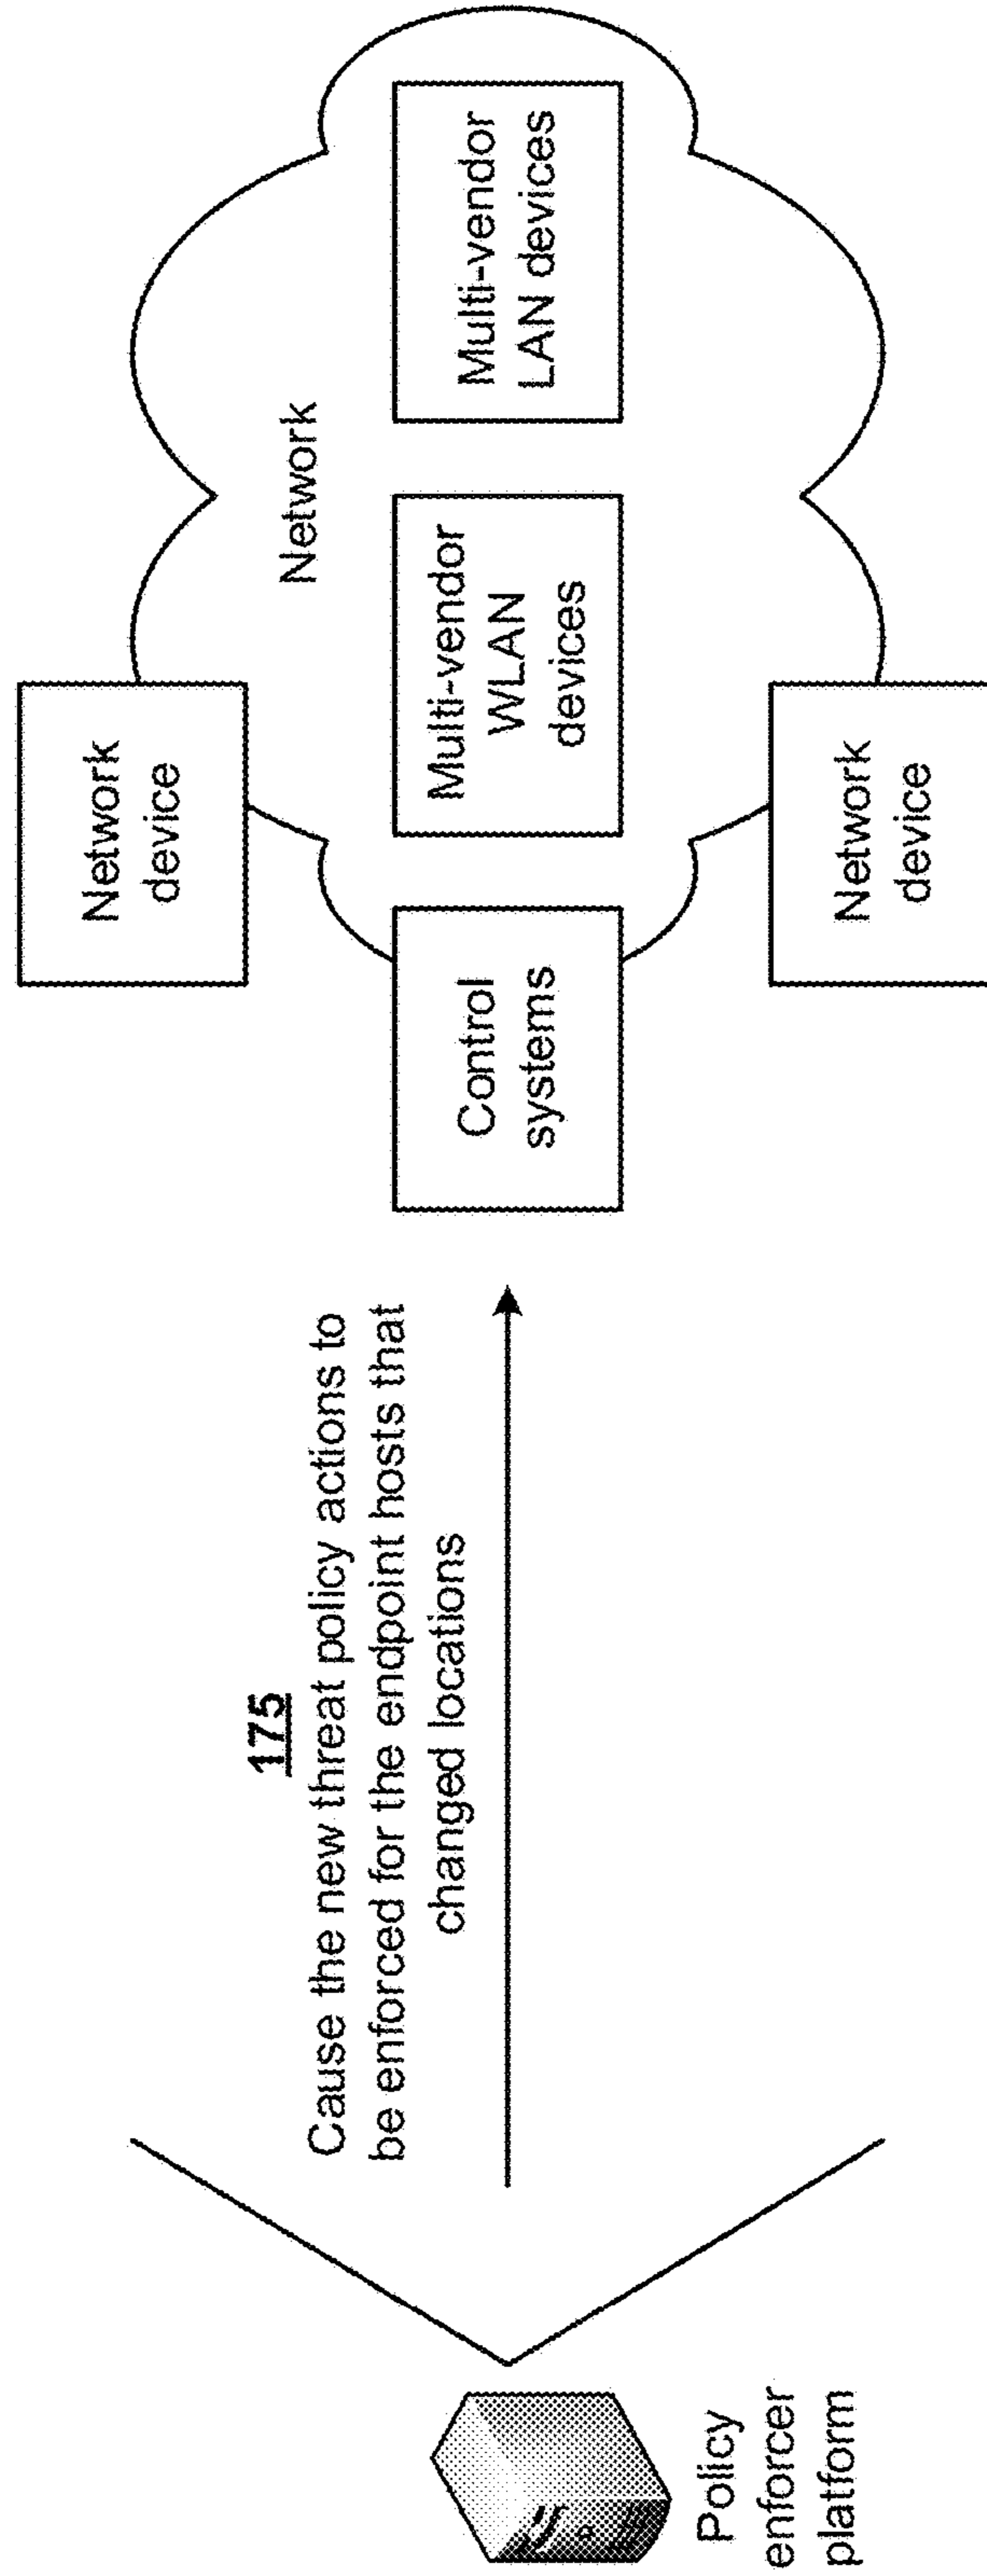 175
Cause the new threat policy actions to
be enforced for the endpoint hosts that
changed locations
Policy
enforcer
platform
Network
device
Network
Control
systems
Multi-vendor
WLAN
devices
Multi-vendor
LAN devices
Network
device